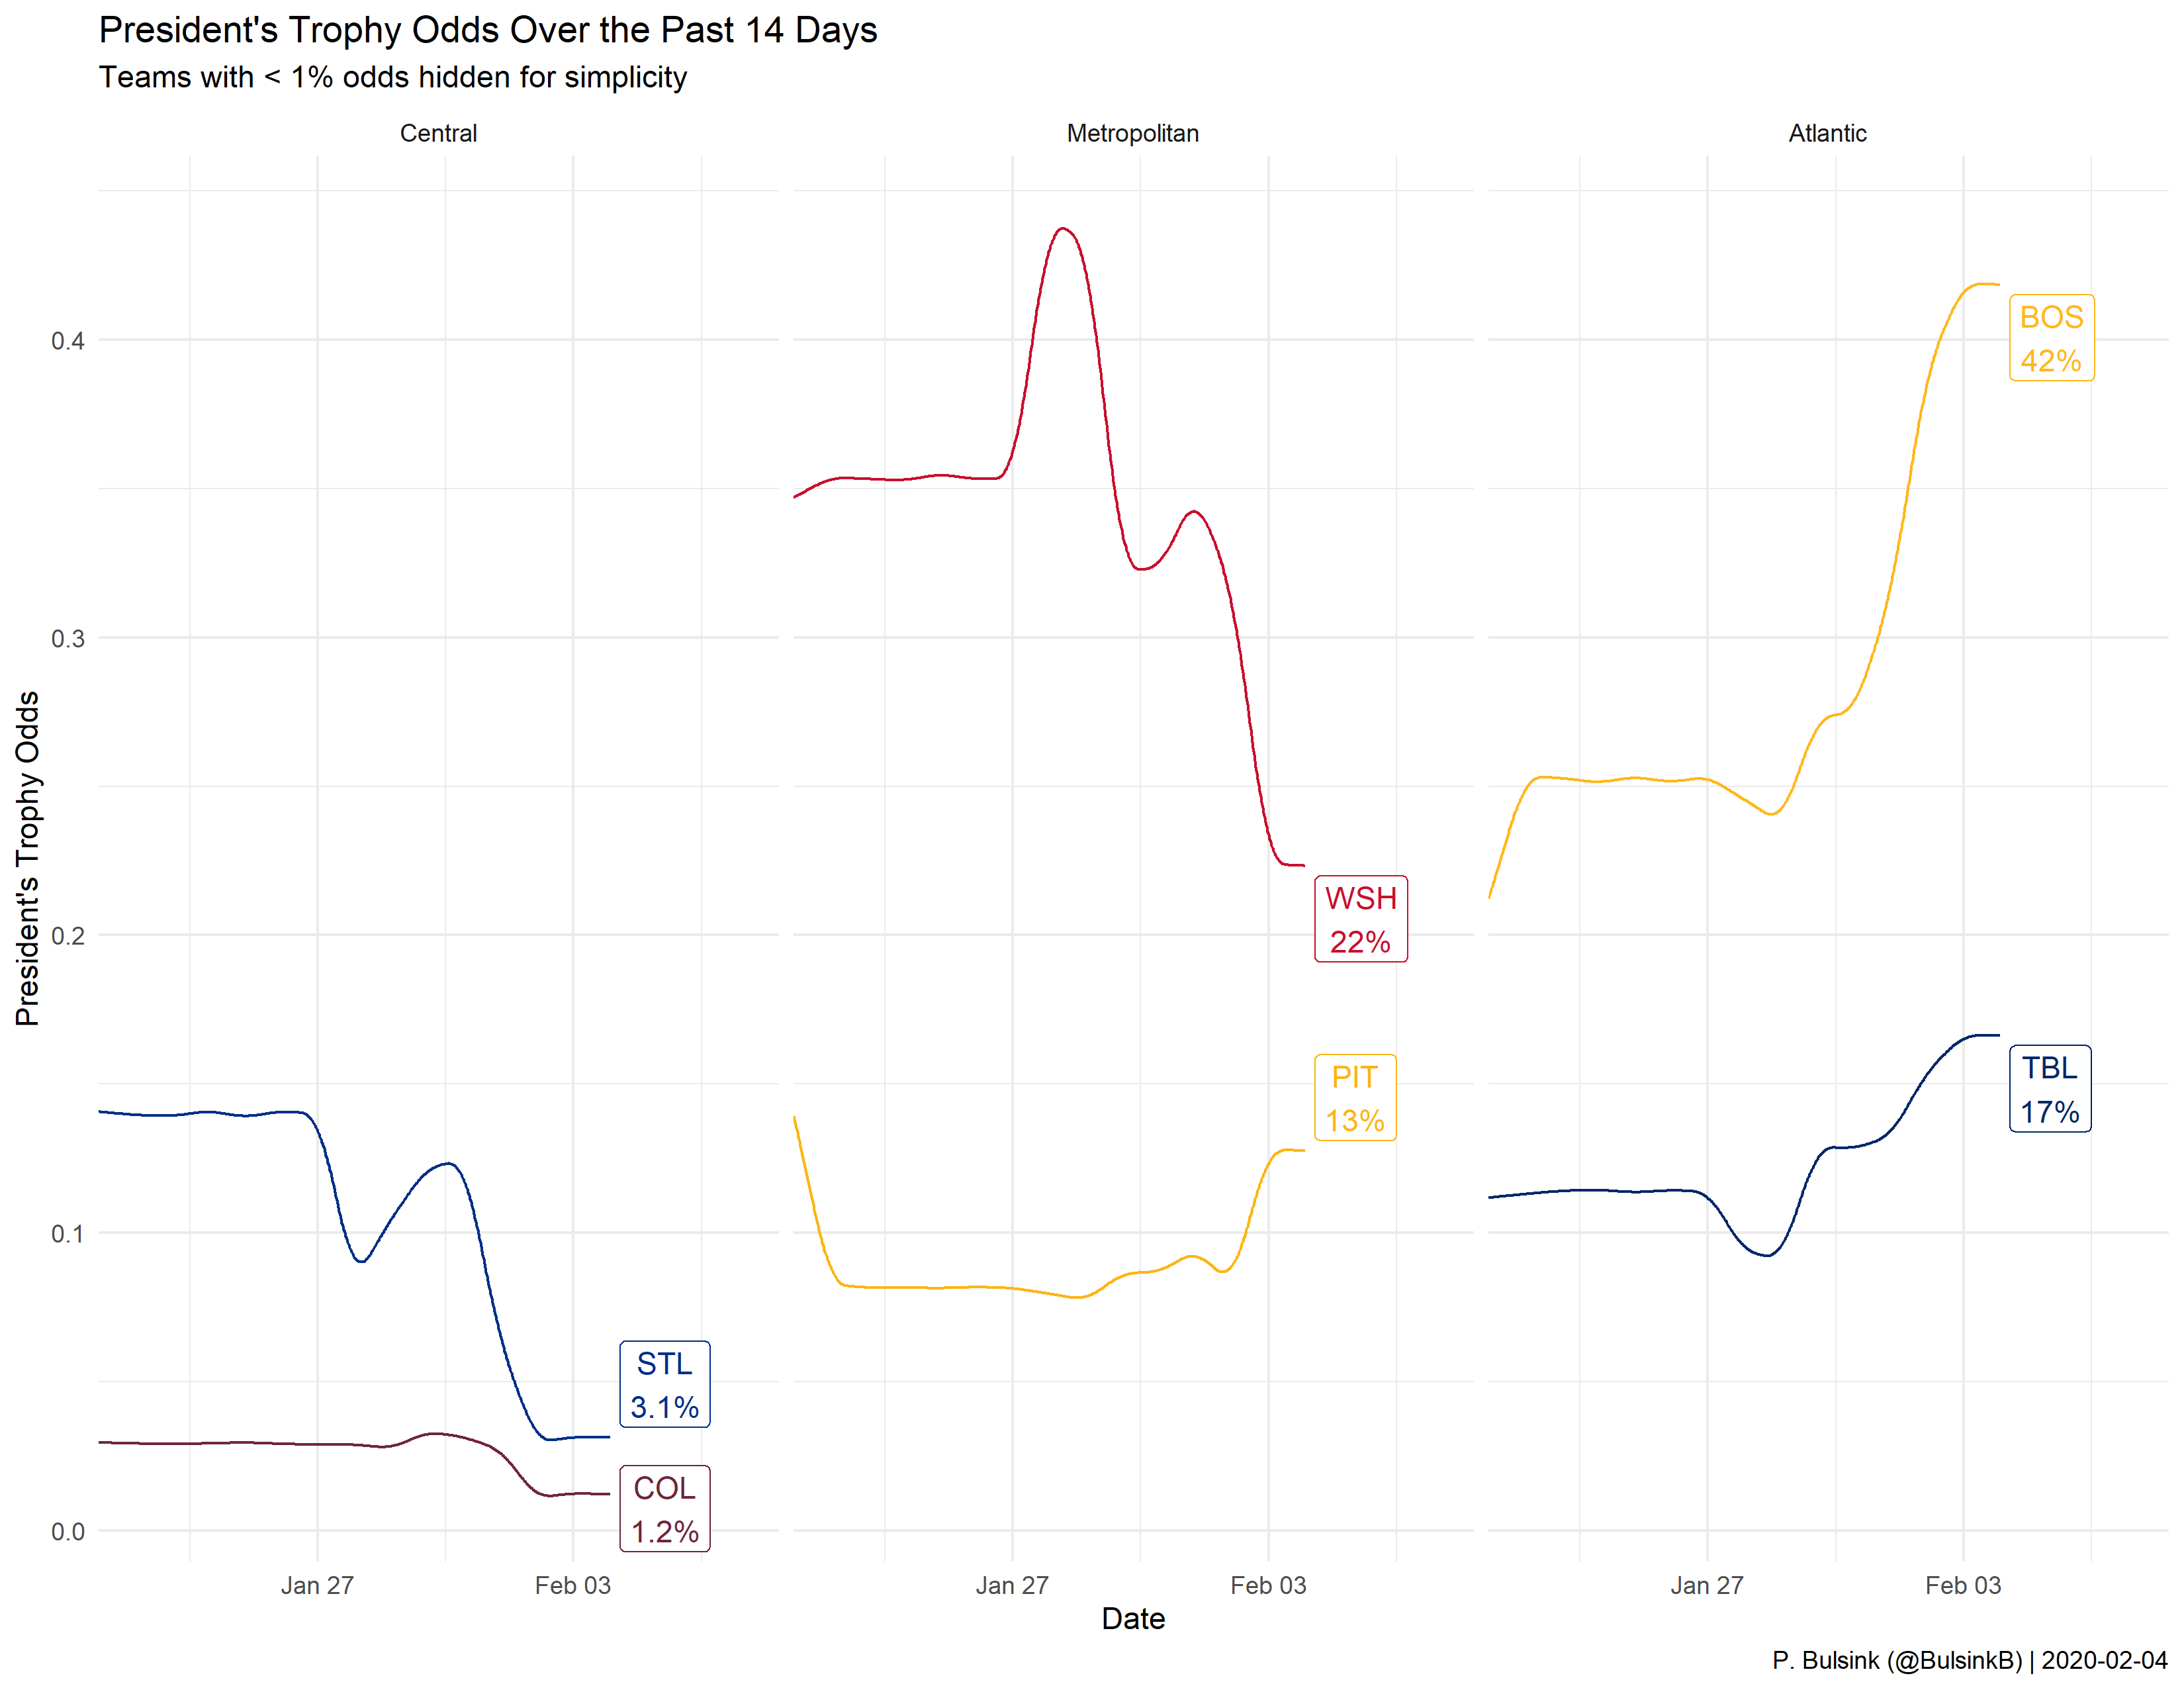 President's Trophy Odds Over the Past 14 Days
Teams with < 1% odds hidden for simplicity
Central
Metropolitan
Atlantic
President's Trophy Odds
0.4
0.3
0.2
0.1
0.0
STL
3.1%
COL
1.2%
WSH
22%
PIT
13%
BOS
42%
TBL
17%
Jan 27
Feb 03
Jan 27
Feb 03
Jan 27
Feb 03
Date
P. Bulsink (@BulsinkB) | 2020-02-04